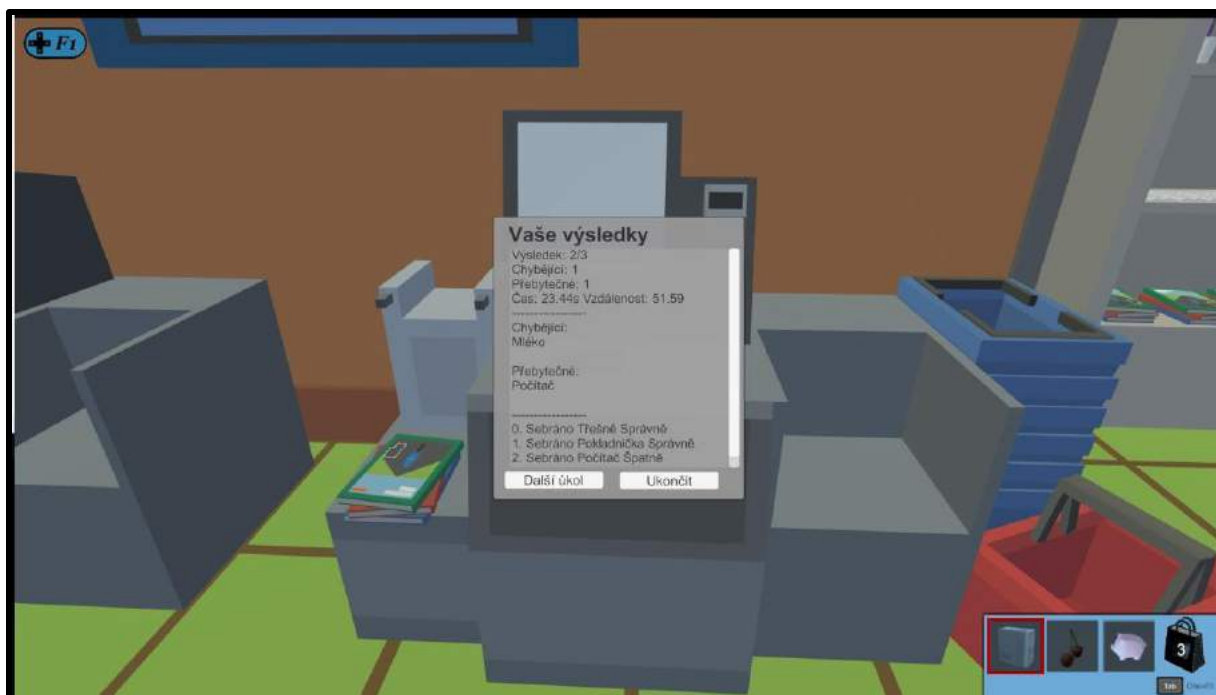 F1
Vaše výsledky
Výsledek: 2/3
Chybějící: 1
Přebytečné: 1
Čas: 23.44s Vzdálenost: 51.59
-----------------
Chybějící:
Mléko
Přebytečné:
Počítač
-----------------
0. Sebráno Třešně Správně
1. Sebráno Pokladnička Správně
2. Sebráno Počítač Špatně
Další úkol
Ukončit
3
Tab